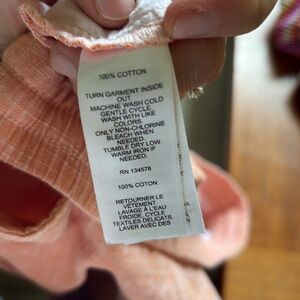 100% COTTON
TURN GARMENT INSIDE
OUT.
MACHINE WASH COLD
GENTLE CYCLE.
WASH WITH LIKE
COLORS.
ONLY NON-CHLORINE
BLEACH WHEN
NEEDED.
TUMBLE DRY LOW.
WARM IRON IF
NEEDED.
RN 134578
100% COTON
RETOURNER LE
VÊTEMENT.
LAVAGE À L'EAU
FROIDE, CYCLE
TEXTILES DÉLICATS.
LAVER AVEC DES